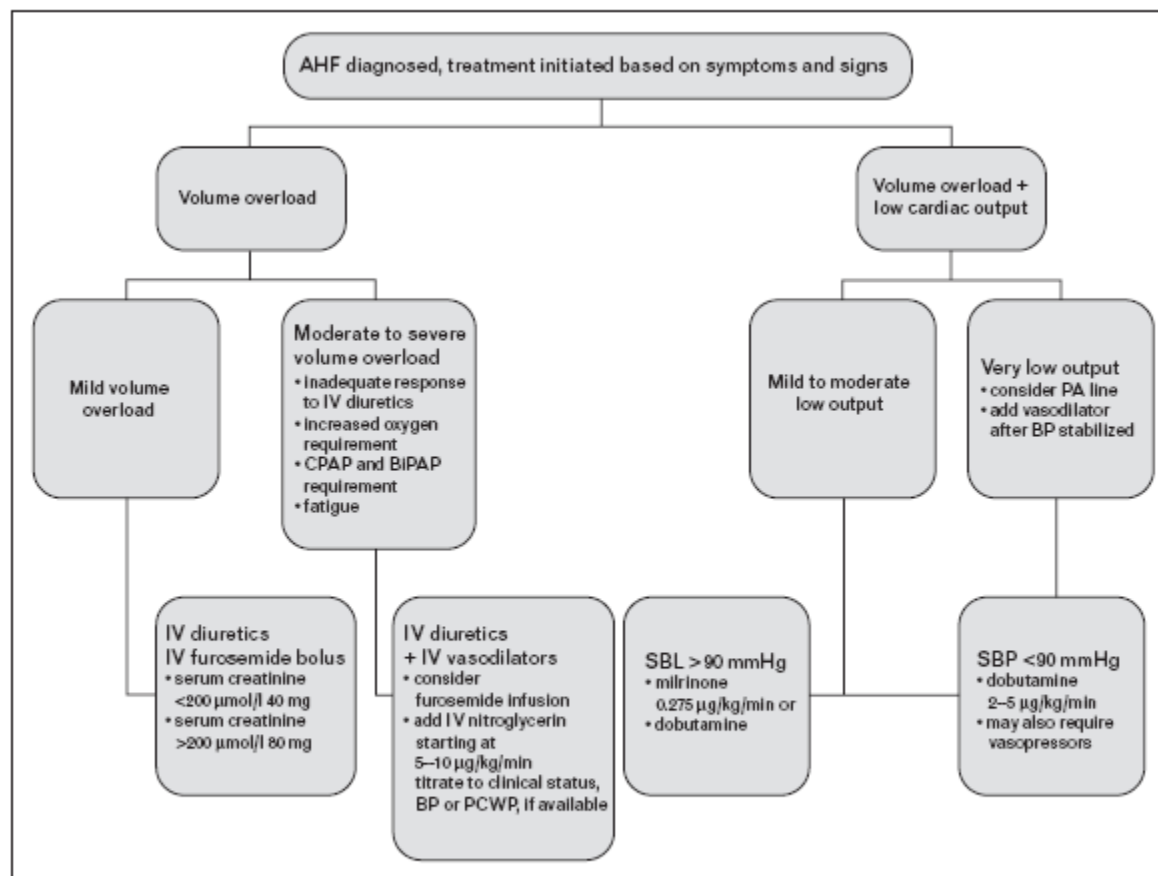 AHF diagnosed, treatment initiated based on symptoms and signs
Volume overload
Volume overload +
low cardiac output
Mild volume
overload
Moderate to severe
volume overload
• inadequate response
to IV diuretics
• increased oxygen
requirement
• CPAP and BiPAP
requirement
• fatigue
Mild to moderate
low output
Very low output
• consider PA line
• add vasodilator
after BP stabilized
IV diuretics
IV furosemide bolus
• serum creatinine
<200 µmol/l 40 mg
• serum creatinine
>200 µmol/l 80 mg
IV diuretics
+ IV vasodilators
• consider
furosemide infusion
• add IV nitroglycerin
starting at
5–10 µg/kg/min
titrate to clinical status,
BP or PCWP, if available
SBL >90 mmHg
• milrinone
0.275 µg/kg/min or
• dobutamine
SBP <90 mmHg
• dobutamine
2–5 µg/kg/min
• may also require
vasopressors